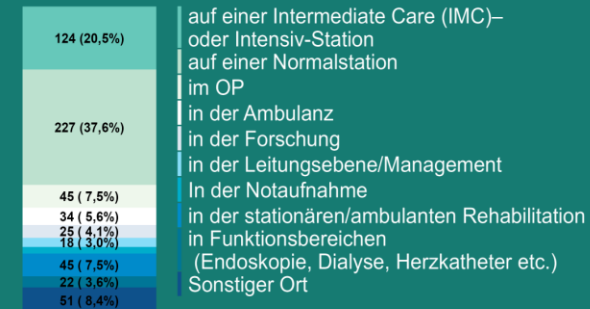 124 (20,5%)
227 (37,6%)
45 ( 7,5%)
34 ( 5,6%)
25 ( 4,1%)
18 ( 3,0%)
45 ( 7,5%)
22 ( 3,6%)
51 ( 8,4%)
auf einer Intermediate Care (IMC)–
oder Intensiv-Station
auf einer Normalstation
im OP
in der Ambulanz
in der Forschung
in der Leitungsebene/Management
In der Notaufnahme
in der stationären/ambulanten Rehabilitation
in Funktionsbereichen
(Endoskopie, Dialyse, Herzkatheter etc.)
Sonstiger Ort